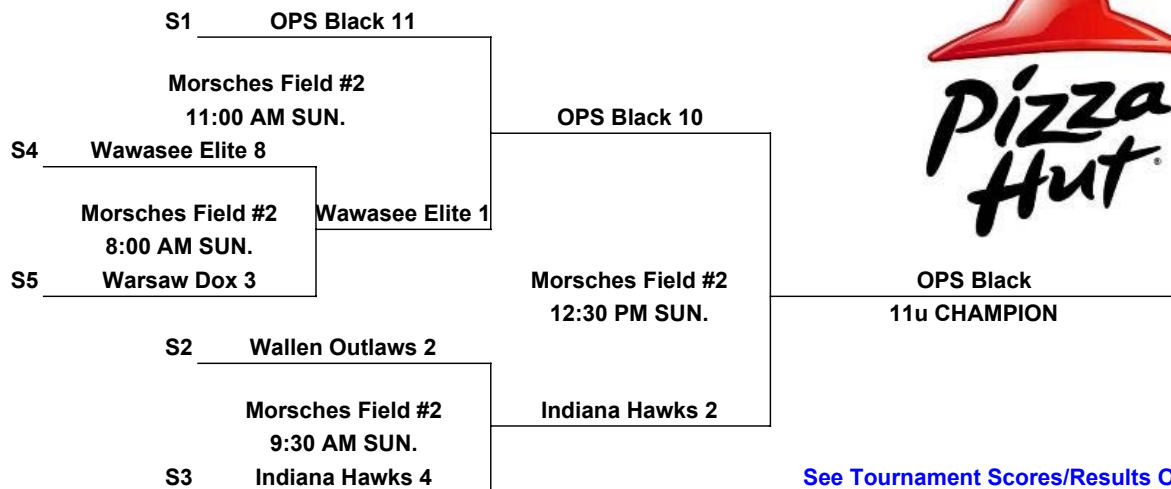 S1 OPS Black 11
Morsches Field #2
11:00 AM SUN.
OPS Black 10
S4 Wawasee Elite 8
Morsches Field #2
8:00 AM SUN.
Wawasee Elite 1
S5 Warsaw Dox 3
Morsches Field #2
12:30 PM SUN.
OPS Black
11u CHAMPION
S2 Wallen Outlaws 2
Morsches Field #2
9:30 AM SUN.
Indiana Hawks 2
S3 Indiana Hawks 4
See Tournament Scores/Results
Pizza
Hut